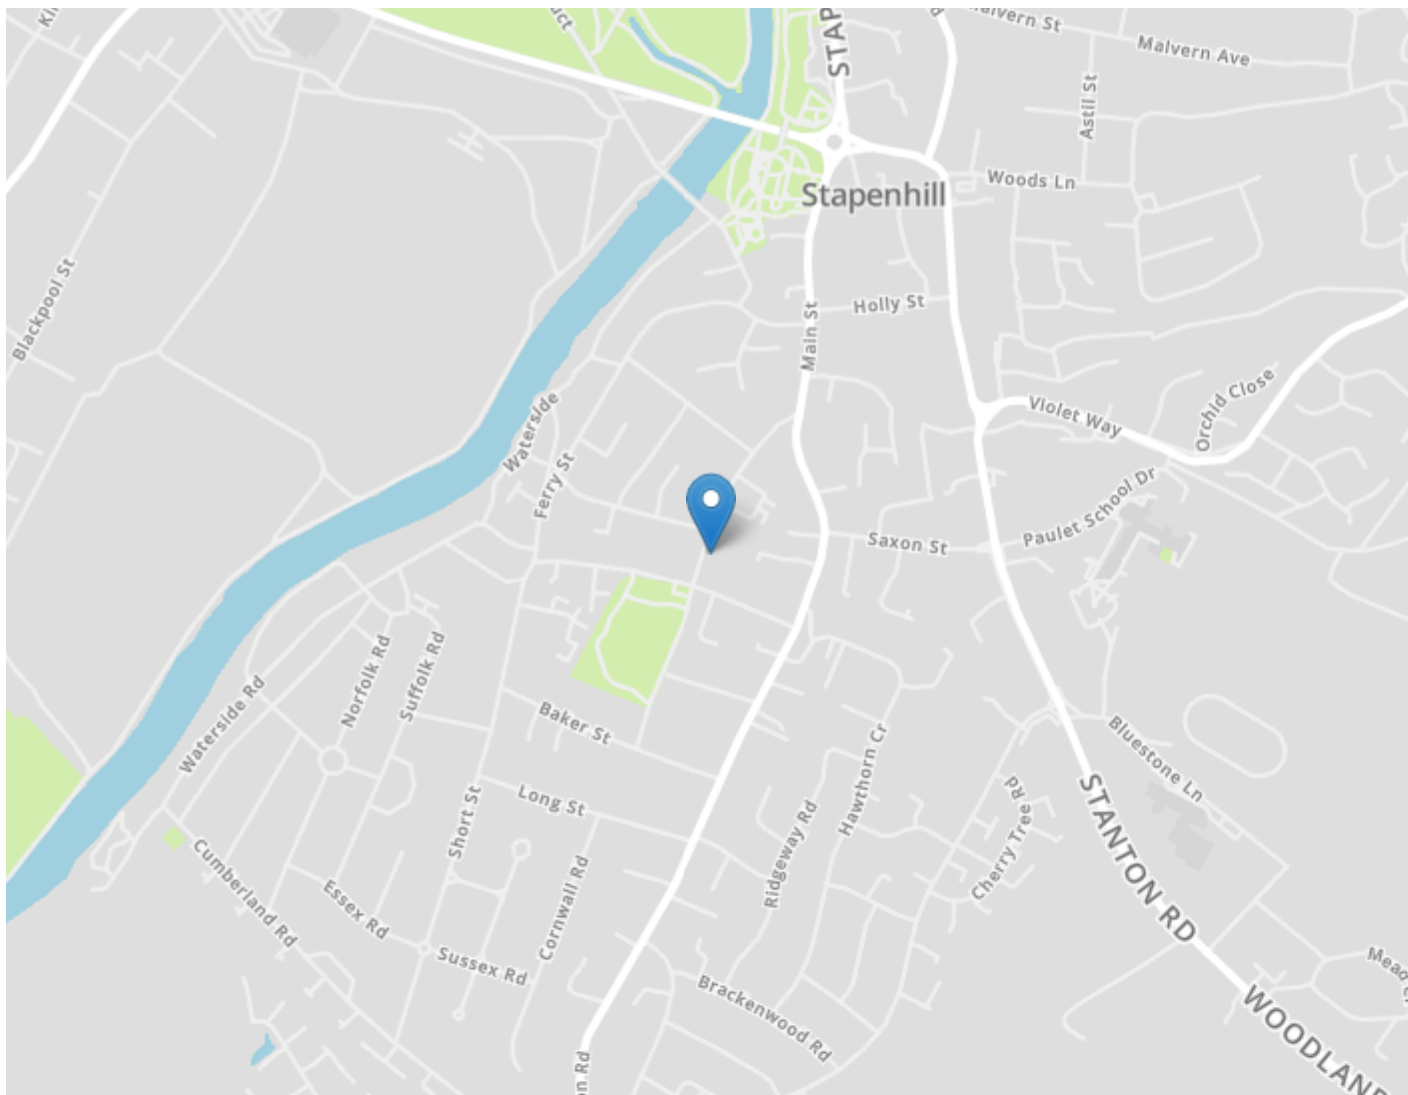 Malvern St
Malvern Ave
Astil St
Woods Ln
Stapenhill
Blackpool St
Holly St
Main St
Orchid Close
Violet Way
Waterside
Ferry St
Paulet School Dr
Saxon St
Norfolk Rd
Suffolk Rd
Waterside Rd
Baker St
Hawthorn Cr
Bluestone Ln
Long St
Short St
Ridgeway Rd
Cherry Tree Rd
STANTON RD
Cumberland Rd
Essex Rd
Cornwall Rd
Sussex Rd
Brackenwood Rd
WOODLAND
STAP
uct
on Rd